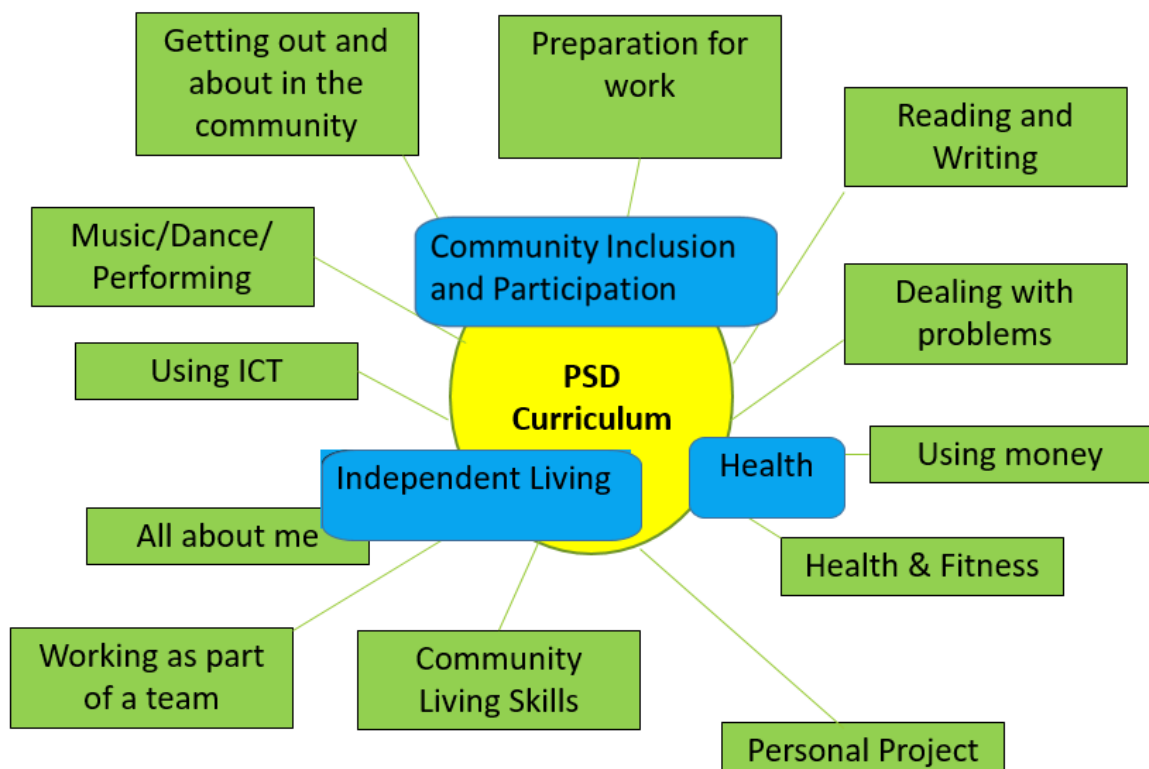 Getting out and
about in the
community
Preparation for
work
Reading and
Writing
Music/Dance/
Performing
Community Inclusion
and Participation
Dealing with
problems
Using ICT
PSD
Curriculum
Independent Living
Health
Using money
All about me
Health & Fitness
Working as part
of a team
Community
Living Skills
Personal Project